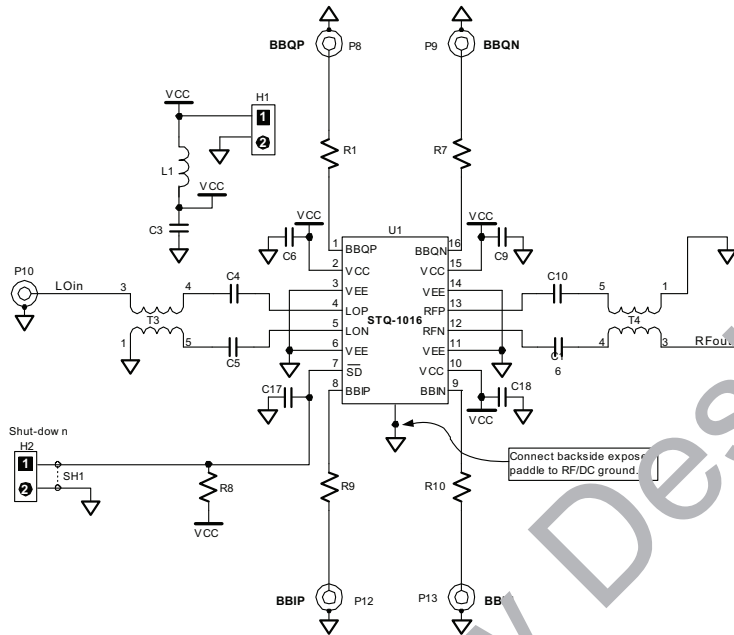 BBQP P8 P9 BBQN
VCC H1
1
2
R1 R7
L1 VCC
C3
VCC U1 VCC
C6 1 BBQP BBQN 16 C9
2 VCC VCC 15
P10 LOin 3 4 C4 3 VEE VEE 14 C10 5 1
4 LOP RFP 13
T3 STQ-1016 T4
5 LON RFN 12
1 5 C5 6 VEE VEE 11 C1 4 3 RFout
6
7 SD VCC 10
C17 8 BBIP BBIN 9 C18
VCC
Shut-down
H2
1
SH1
2
R8 R9 R10
VCC
Connect backside expose
paddle to RF/DC ground.
BBIP P12 P13 BB
y Des